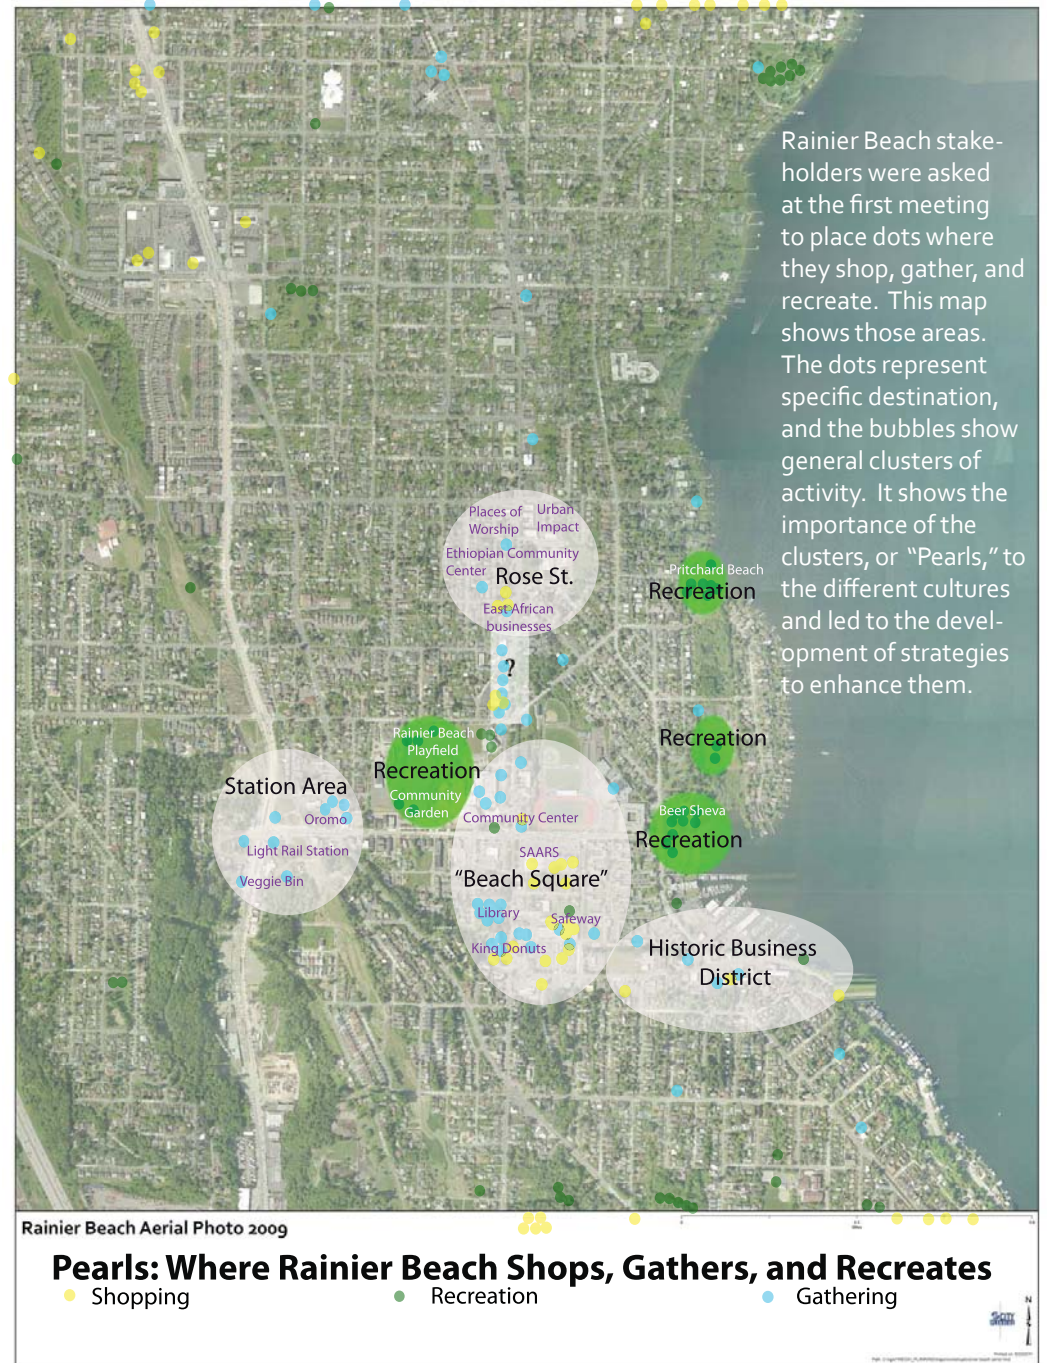 Rainier Beach stake-
holders were asked
at the first meeting
to place dots where
they shop, gather, and
recreate.  This map
shows those areas.
The dots represent
specific destination,
and the bubbles show
general clusters of
activity.  It shows the
importance of the
clusters, or  “Pearls,” to
the different cultures
and led to the devel-
opment of strategies
to enhance them.
Places of
Worship
Urban
Impact
Ethiopian Community
Center
Rose St.
East African
businesses
?
Pritchard Beach
Recreation
Rainier Beach
Playfield
Recreation
Community
Garden
Recreation
Station Area
Oromo
Light Rail Station
Veggie Bin
Community Center
SAARS
“Beach Square”
Library
Safeway
King Donuts
Beer Sheva
Recreation
Historic Business
District
Rainier Beach Aerial Photo 2009
Pearls: Where Rainier Beach Shops, Gathers, and Recreates
Shopping
Recreation
Gathering
N